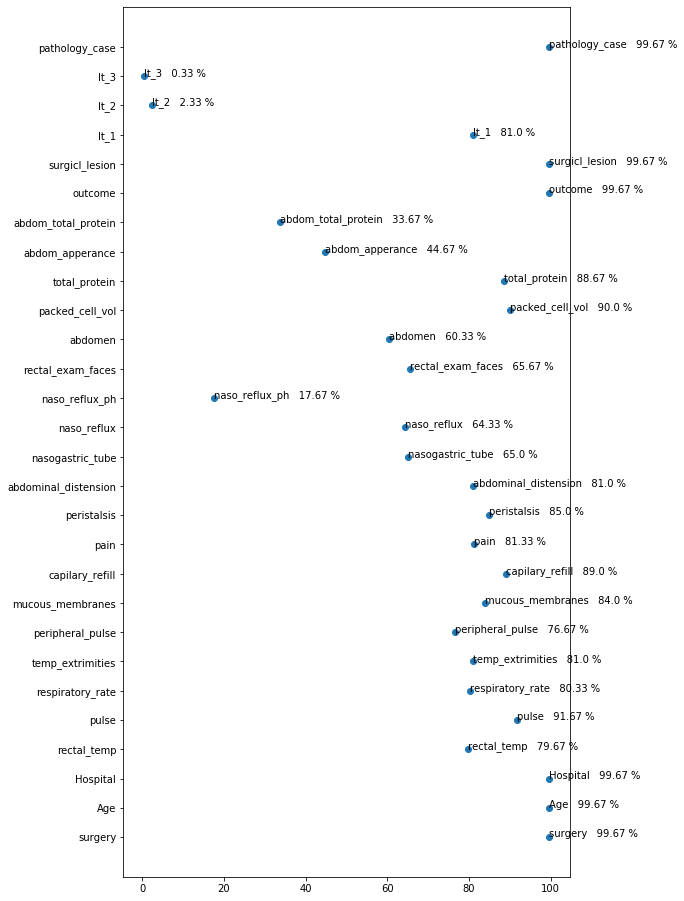 pathology_case
pathology_case 99.67 %
lt_3
lt_3 0.33 %
lt_2
lt_2 2.33 %
lt_1
lt_1 81.0 %
surgicl_lesion
surgicl_lesion 99.67 %
outcome
outcome 99.67 %
abdom_total_protein
abdom_total_protein 33.67 %
abdom_apperance
abdom_apperance 44.67 %
total_protein
total_protein 88.67 %
packed_cell_vol
packed_cell_vol 90.0 %
abdomen
abdomen 60.33 %
rectal_exam_faces
rectal_exam_faces 65.67 %
naso_reflux_ph
naso_reflux_ph 17.67 %
naso_reflux
naso_reflux 64.33 %
nasogastric_tube
nasogastric_tube 65.0 %
abdominal_distension
abdominal_distension 81.0 %
peristalsis
peristalsis 85.0 %
pain
pain 81.33 %
capilary_refill
capilary_refill 89.0 %
mucous_membranes
mucous_membranes 84.0 %
peripheral_pulse
peripheral_pulse 76.67 %
temp_extrimities
temp_extrimities 81.0 %
respiratory_rate
respiratory_rate 80.33 %
pulse
pulse 91.67 %
rectal_temp
rectal_temp 79.67 %
Hospital
Hospital 99.67 %
Age
Age 99.67 %
surgery
surgery 99.67 %
0 20 40 60 80 100